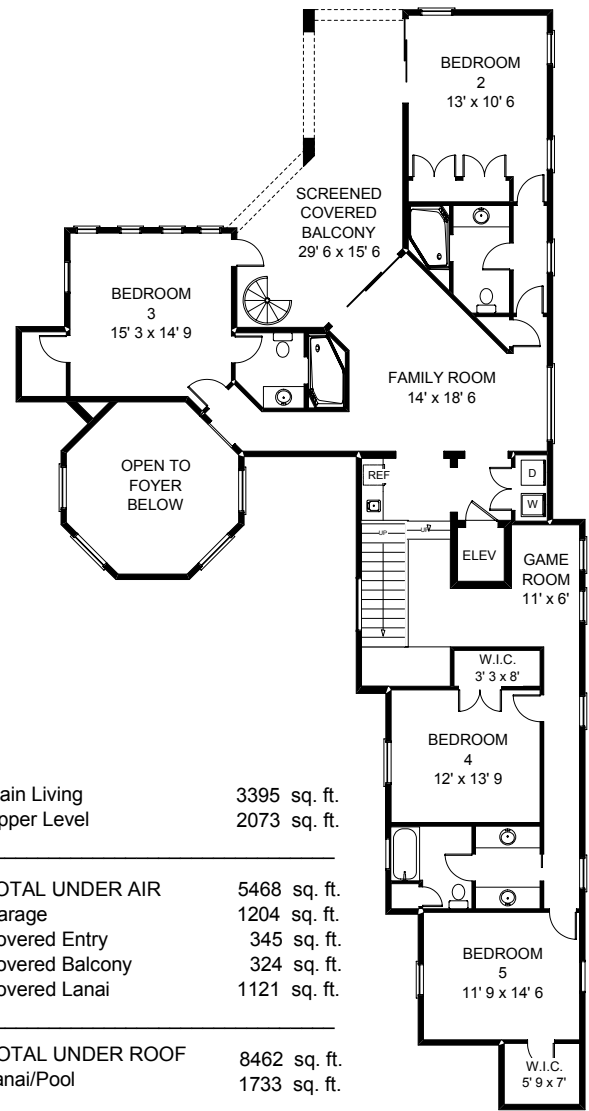 BEDROOM
2
13' x 10' 6
SCREENED
COVERED
BALCONY
29' 6 x 15' 6
BEDROOM
3
15' 3 x 14' 9
FAMILY ROOM
14' x 18' 6
OPEN TO
FOYER
BELOW
REF
D
W
UP
UP
ELEV
GAME
ROOM
11' x 6'
W.I.C.
3' 3 x 8'
BEDROOM
4
12' x 13' 9
BEDROOM
5
11' 9 x 14' 6
W.I.C.
5' 9 x 7'
ain Living 3395 sq. ft.
pper Level 2073 sq. ft.
OTAL UNDER AIR 5468 sq. ft.
arage 1204 sq. ft.
overed Entry 345 sq. ft.
overed Balcony 324 sq. ft.
overed Lanai 1121 sq. ft.
OTAL UNDER ROOF 8462 sq. ft.
anai/Pool 1733 sq. ft.